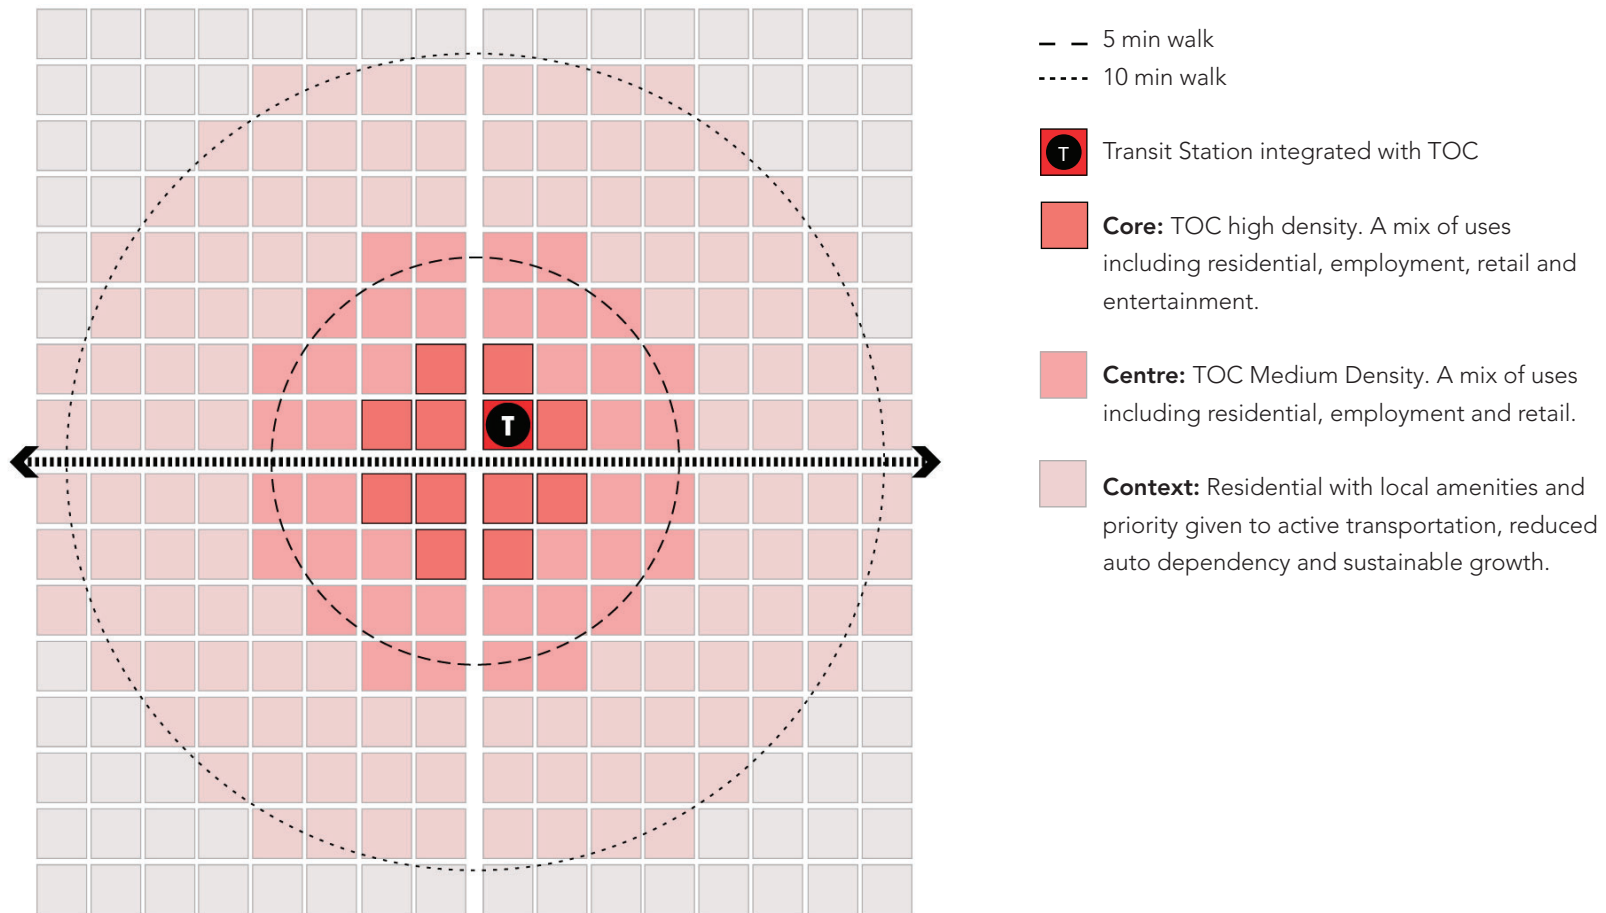 5 min walk
10 min walk
T
Transit Station integrated with TOC
Core: TOC high density. A mix of uses
including residential, employment, retail and
entertainment.
Centre: TOC Medium Density. A mix of uses
including residential, employment and retail.
T
Context: Residential with local amenities and
priority given to active transportation, reduced
auto dependency and sustainable growth.